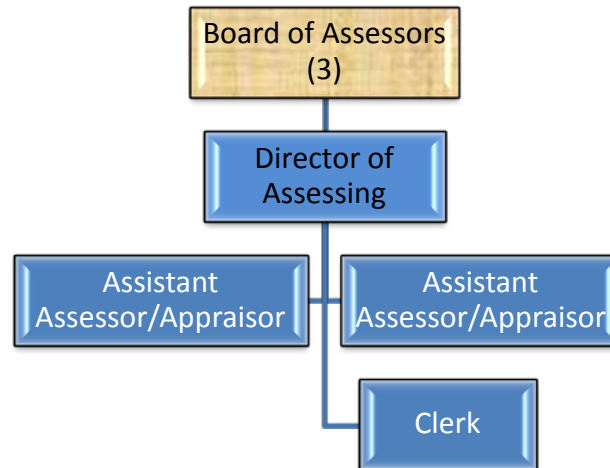 Board of Assessors
(3)
Director of
Assessing
Assistant
Assessor/Appraisor
Assistant
Assessor/Appraisor
Clerk